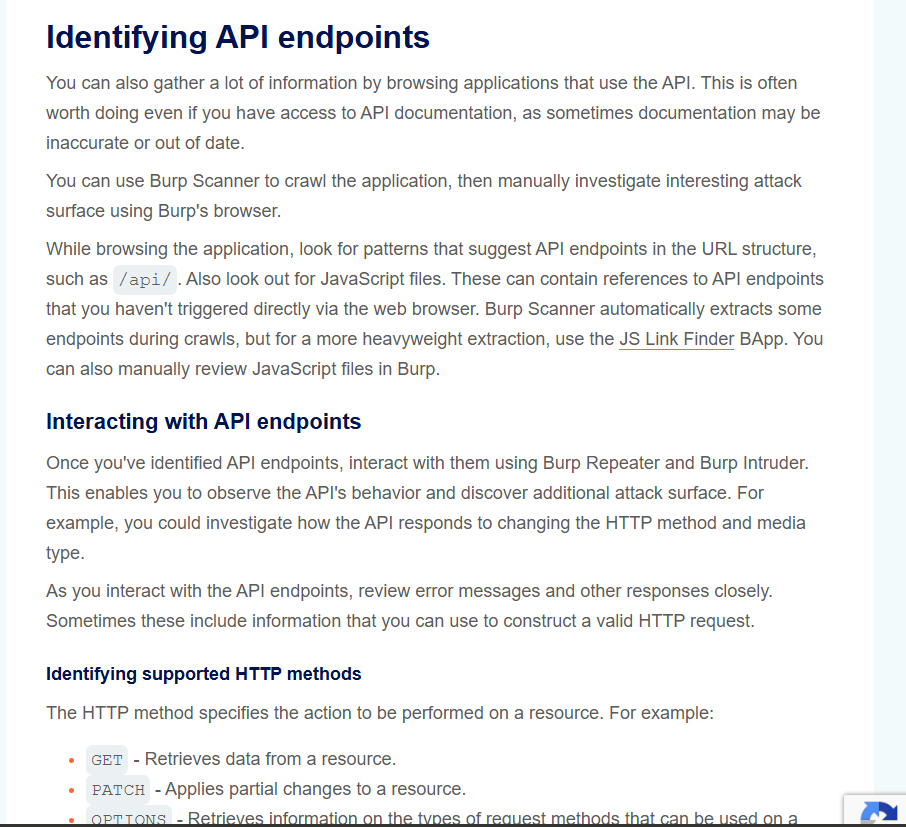 Identifying API endpoints
You can also gather a lot of information by browsing applications that use the API. This is often
worth doing even if you have access to API documentation, as sometimes documentation may be
inaccurate or out of date.
You can use Burp Scanner to crawl the application, then manually investigate interesting attack
surface using Burp's browser.
While browsing the application, look for patterns that suggest API endpoints in the URL structure,
such as /api/. Also look out for JavaScript files. These can contain references to API endpoints
that you haven't triggered directly via the web browser. Burp Scanner automatically extracts some
endpoints during crawls, but for a more heavyweight extraction, use the JS Link Finder BApp. You
can also manually review JavaScript files in Burp.
Interacting with API endpoints
Once you've identified API endpoints, interact with them using Burp Repeater and Burp Intruder.
This enables you to observe the API's behavior and discover additional attack surface. For
example, you could investigate how the API responds to changing the HTTP method and media
type.
As you interact with the API endpoints, review error messages and other responses closely.
Sometimes these include information that you can use to construct a valid HTTP request.
Identifying supported HTTP methods
The HTTP method specifies the action to be performed on a resource. For example:
• GET - Retrieves data from a resource.
• PATCH - Applies partial changes to a resource.
• OPTIONS - Retrieves information on the types of request methods that can be used on a